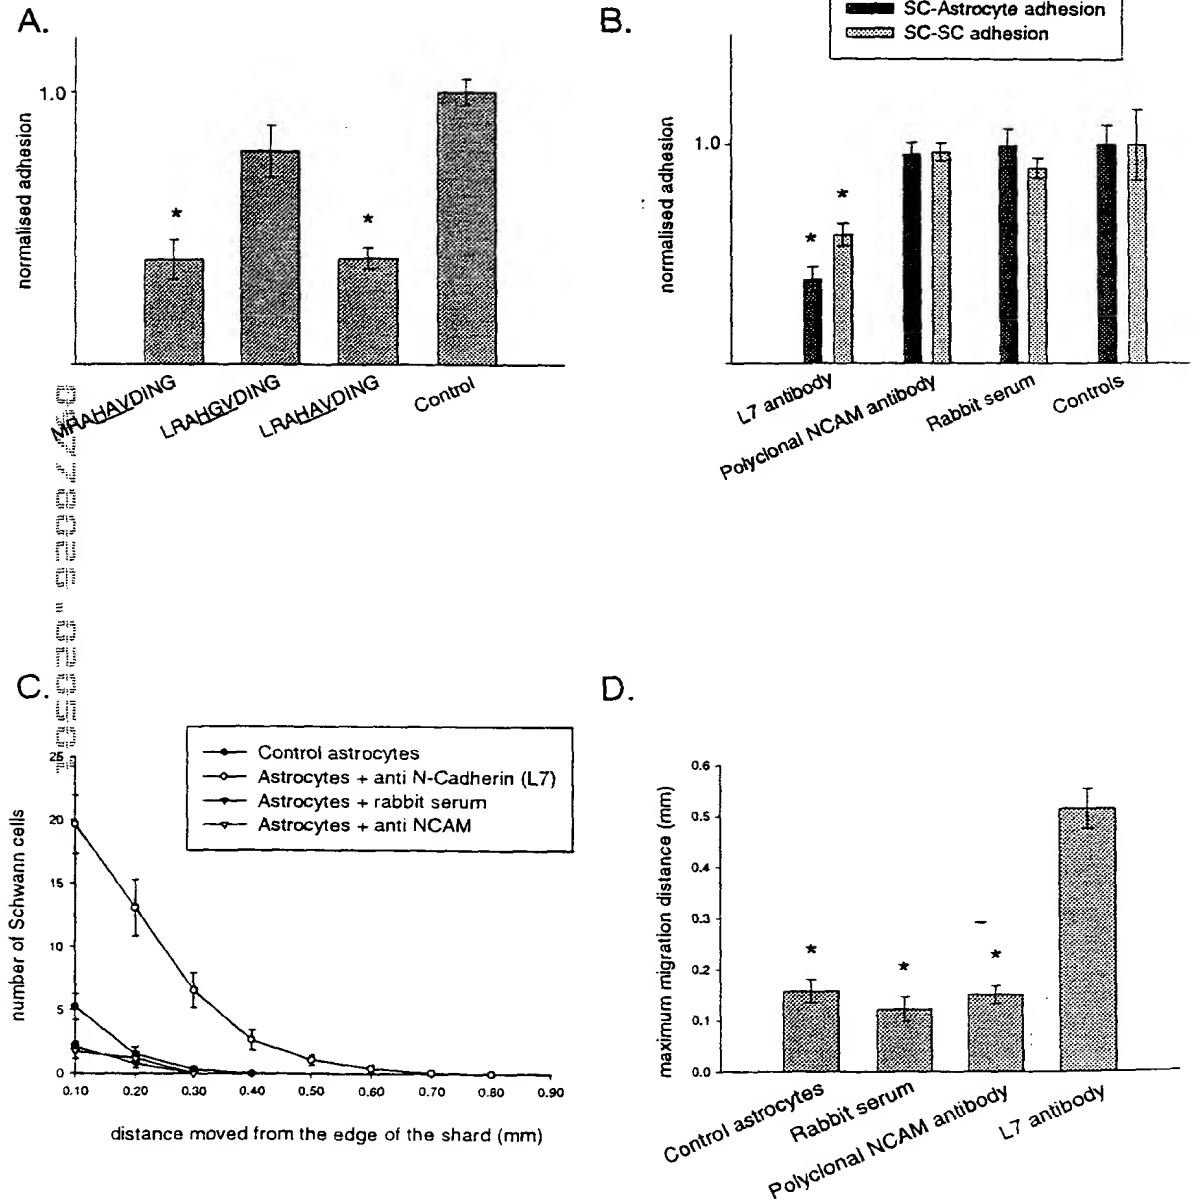 A.
1.0
normalised adhesion
*
*
MRAHAVDING
LRAHGVDING
LRAHAVDING
Control
B.
SC-Astrocyte adhesion
SC-SC adhesion
1.0
normalised adhesion
*
*
L7 antibody
Polyclonal NCAM antibody
Rabbit serum
Controls
C.
Control astrocytes
Astrocytes + anti N-Cadherin (L7)
Astrocytes + rabbit serum
Astrocytes + anti NCAM
25
20
15
10
5
0
number of Schwann cells
0.10 0.20 0.30 0.40 0.50 0.60 0.70 0.80 0.90
distance moved from the edge of the shard (mm)
D.
0.6
0.5
0.4
0.3
0.2
0.1
0.0
maximum migration distance (mm)
*
*
*
Control astrocytes
Rabbit serum
Polyclonal NCAM antibody
L7 antibody